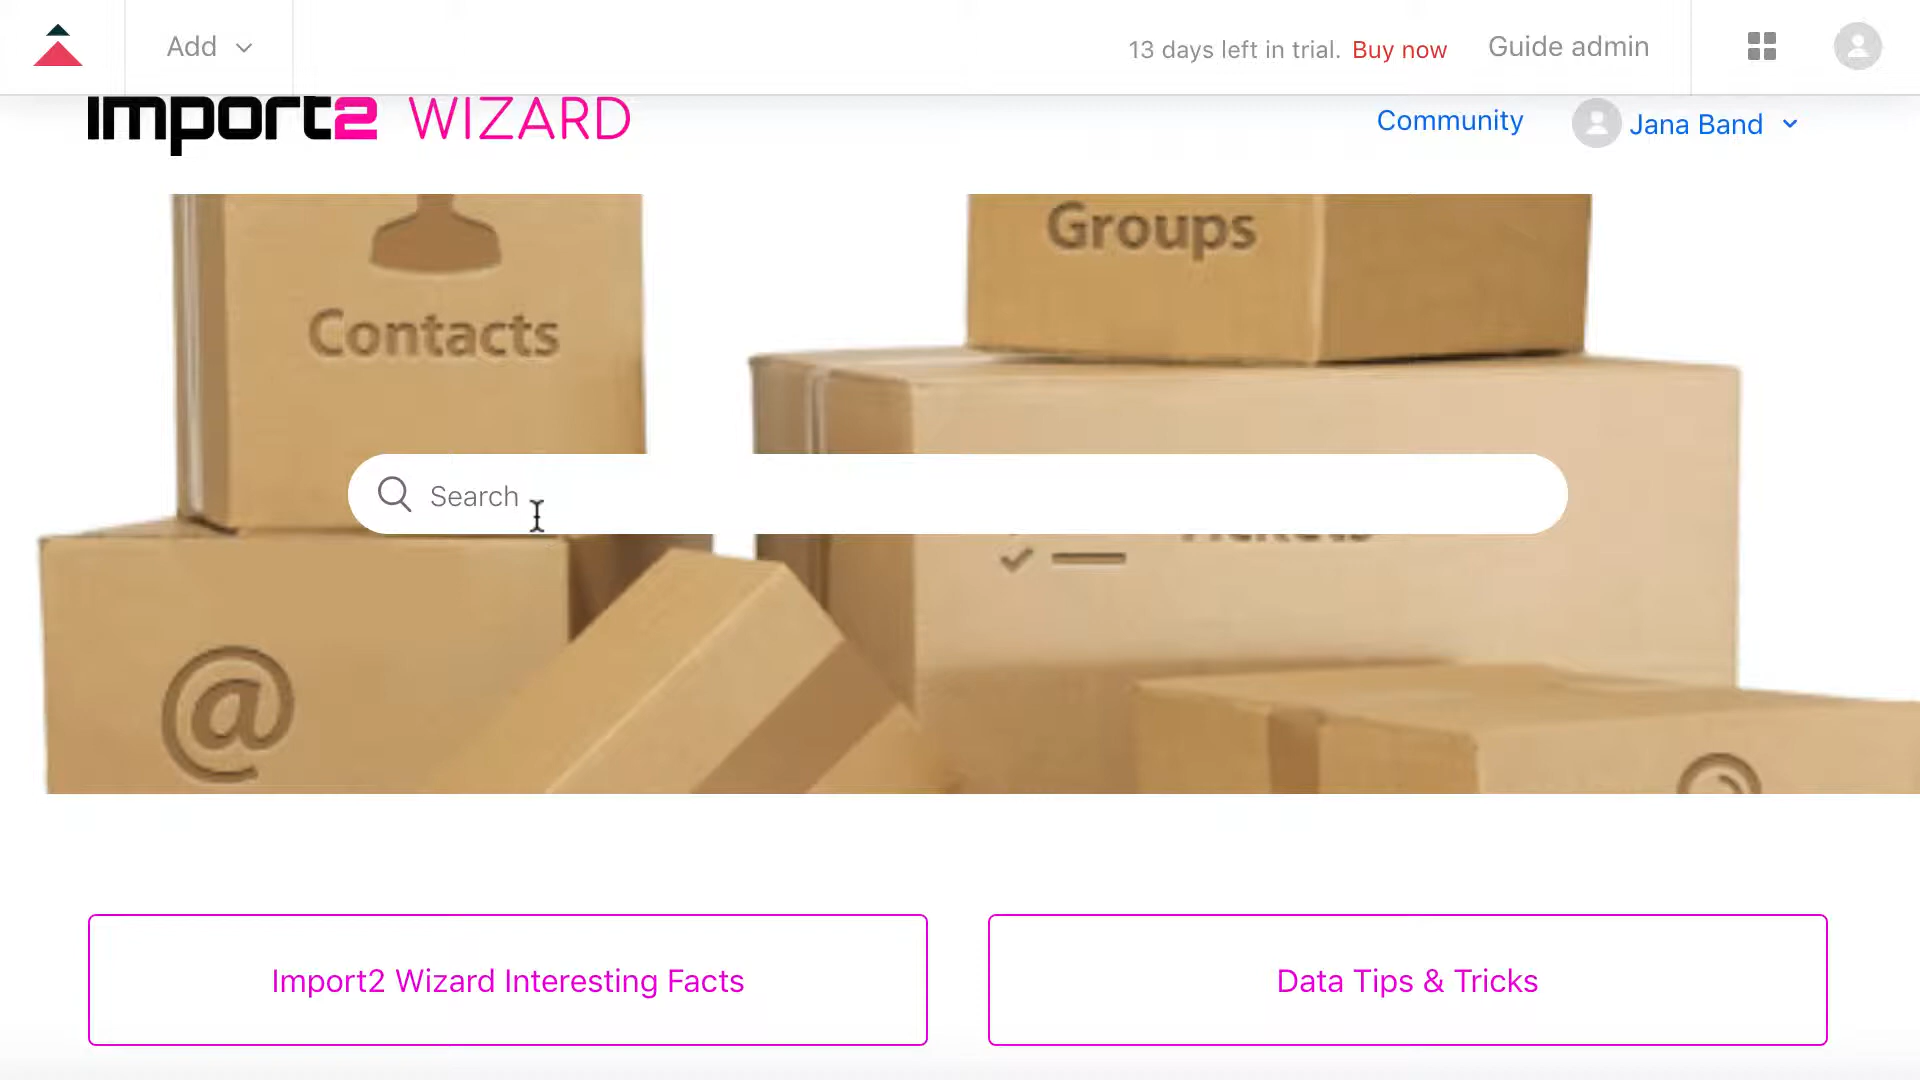 Add
13 days left in trial. Buy now
Guide admin
Import2 WIZARD
Community
Jana Band
Groups
Contacts
Search
@
Import2 Wizard Interesting Facts
Data Tips & Tricks